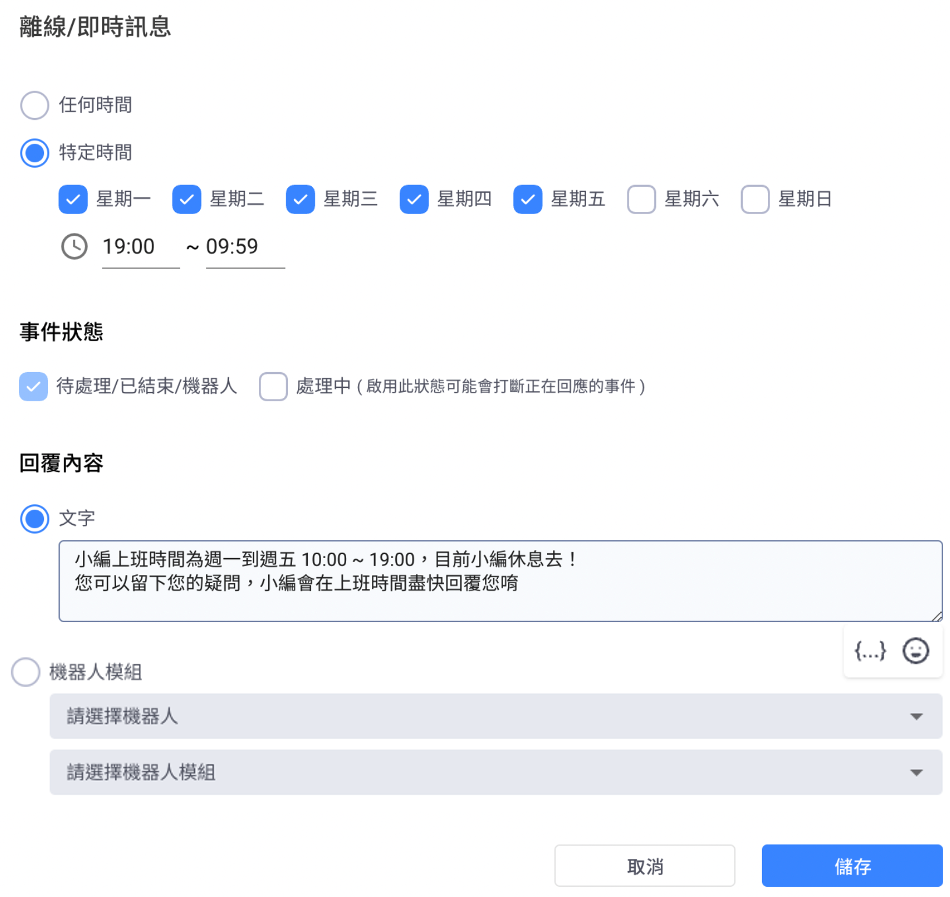 離線/即時訊息
任何時間
特定時間
星期一 星期二 星期三 星期四 星期五 星期六 星期日
19:00 ~ 09:59
事件狀態
待處理/已結束/機器人 處理中 ( 啟用此狀態可能會打斷正在回應的事件 )
回覆內容
文字
小編上班時間為週一到週五 10:00 ~ 19:00，目前小編休息去！
您可以留下您的疑問，小編會在上班時間盡快回覆您唷
{...}
機器人模組
請選擇機器人
請選擇機器人模組
取消 儲存